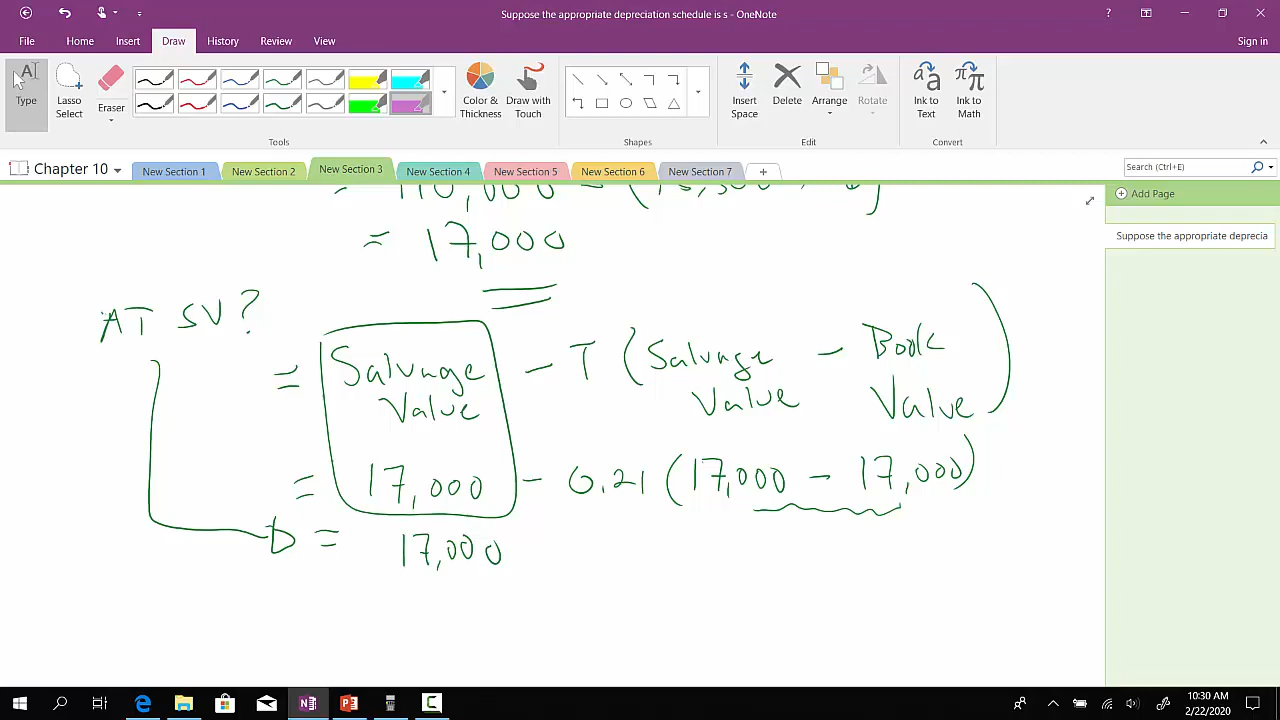 Suppose the appropriate depreciation schedule is s - OneNote
File Home Insert Draw History Review View
Sign in
Type
Lasso Select
Eraser
Color & Thickness
Draw with Touch
Insert Space
Delete
Arrange
Rotate
Ink to Text
Ink to Math
Tools Shapes Edit Convert
Chapter 10
New Section 1 New Section 2 New Section 3 New Section 4 New Section 5 New Section 6 New Section 7 +
Search (Ctrl+E)
Add Page
Suppose the appropriate deprecia
= 110,000 - (
= 17,000
AT SV?
= Salvage Value - T (Salvage Value - Book Value)
= 17,000 - 0.21 (17,000 - 17,000)
= 17,000
10:30 AM
2/22/2020